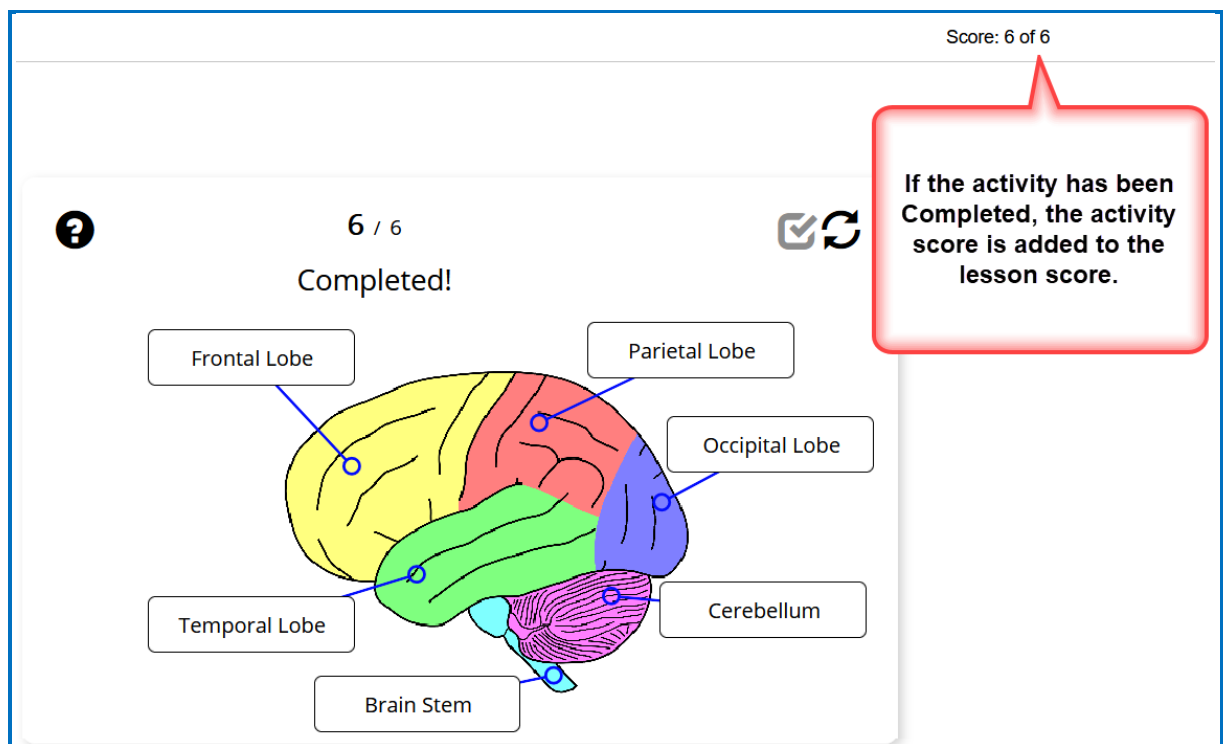 Score: 6 of 6
If the activity has been
Completed, the activity
score is added to the
lesson score.
?
6 / 6
Completed!
Frontal Lobe
Parietal Lobe
Occipital Lobe
Temporal Lobe
Cerebellum
Brain Stem